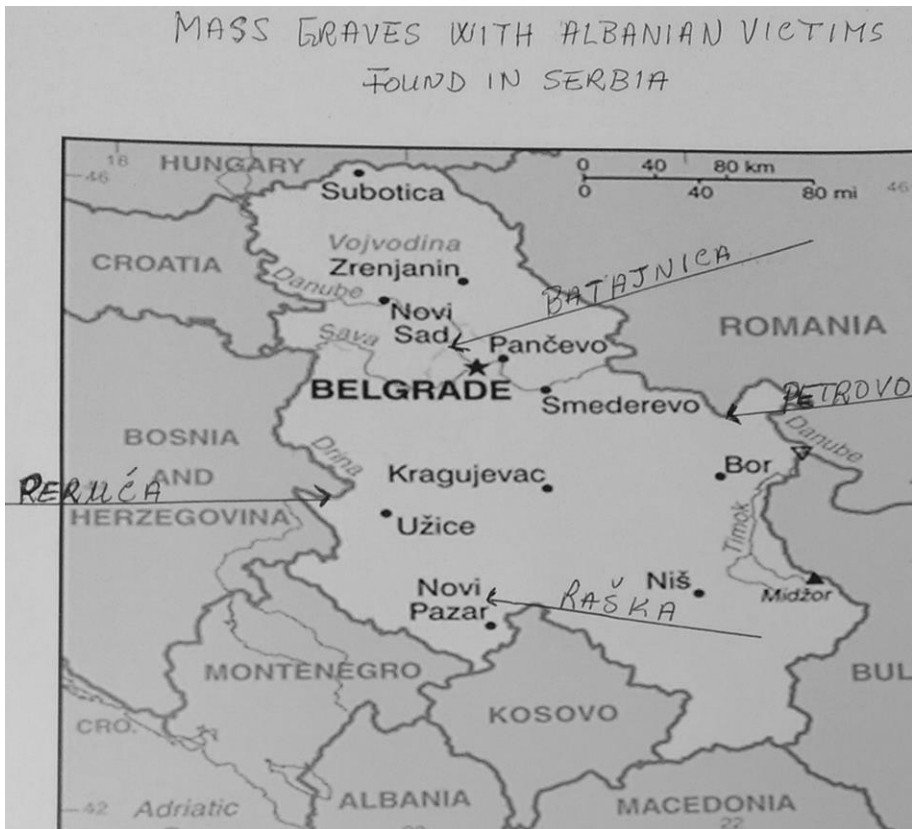 MASS GRAVES WITH ALBANIAN VICTIMS
FOUND IN SERBIA
18
HUNGARY
46
Subotica
0 40 80 km
0 40 80 mi
46
Vojvodina
CROATIA
Zrenjanin
Danube
BATAJNICA
Novi
Sad
Sava
Pančevo
ROMANIA
BELGRADE
Smederevo
PETROVO
Danube
BOSNIA
AND
HERZEGOVINA
Drina
Kragujevac
Bor
Užice
Timok
Novi
Pazar
RAŠKA
Niš
Midžor
MONTENEGRO
BUL
KOSOVO
CRO.
42
Adriatic
ALBANIA
MACEDONIA
22